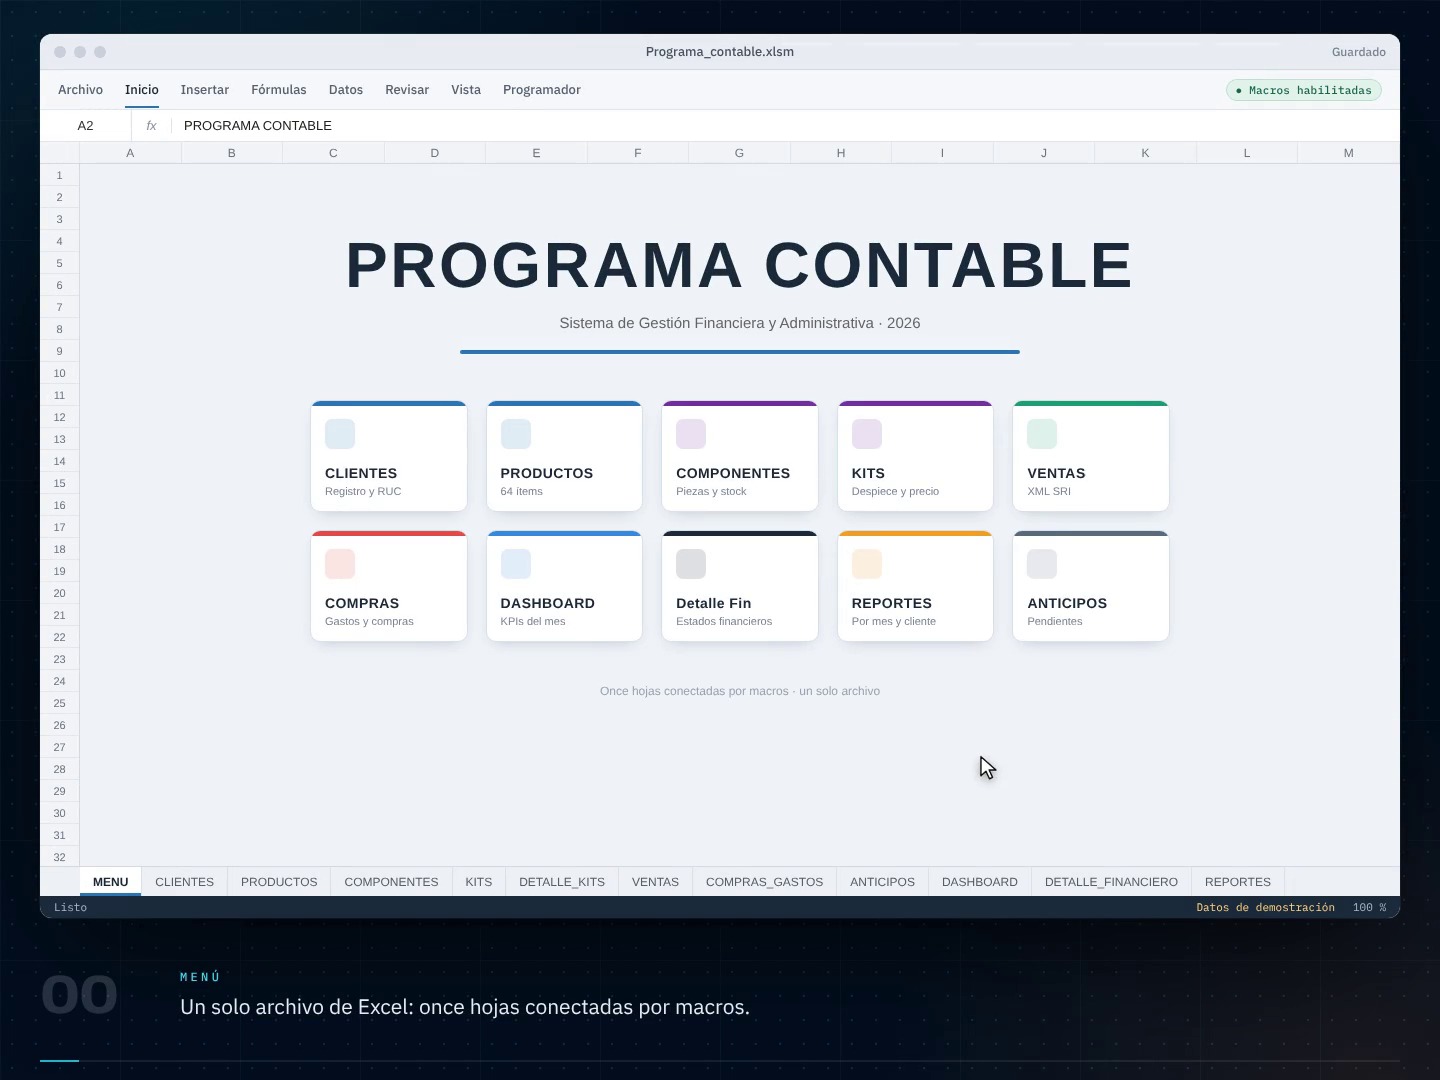 Programa_contable.xlsm
Guardado
Archivo Inicio Insertar Fórmulas Datos Revisar Vista Programador
● Macros habilitadas
A2 fx PROGRAMA CONTABLE
A B C D E F G H I J K L M
1
2
3
4
5
6
7
8
9
10
11
12
13
14
15
16
17
18
19
20
21
22
23
24
25
26
27
28
29
30
31
32
PROGRAMA CONTABLE
Sistema de Gestión Financiera y Administrativa · 2026
CLIENTES
Registro y RUC
PRODUCTOS
64 ítems
COMPONENTES
Piezas y stock
KITS
Despiece y precio
VENTAS
XML SRI
COMPRAS
Gastos y compras
DASHBOARD
KPIs del mes
Detalle Fin
Estados financieros
REPORTES
Por mes y cliente
ANTICIPOS
Pendientes
Once hojas conectadas por macros · un solo archivo
MENU CLIENTES PRODUCTOS COMPONENTES KITS DETALLE_KITS VENTAS COMPRAS_GASTOS ANTICIPOS DASHBOARD DETALLE_FINANCIERO REPORTES
Listo
Datos de demostración 100 %
00
MENÚ
Un solo archivo de Excel: once hojas conectadas por macros.